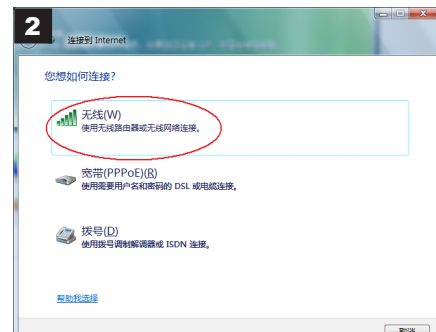 2
连接到 Internet
您想如何连接?
无线(W)
使用无线路由器或无线网络连接。
宽带(PPPoE)(R)
使用需要用户名和密码的 DSL 或电缆连接。
拨号(D)
使用拨号调制解调器或 ISDN 连接。
帮助我选择
取消